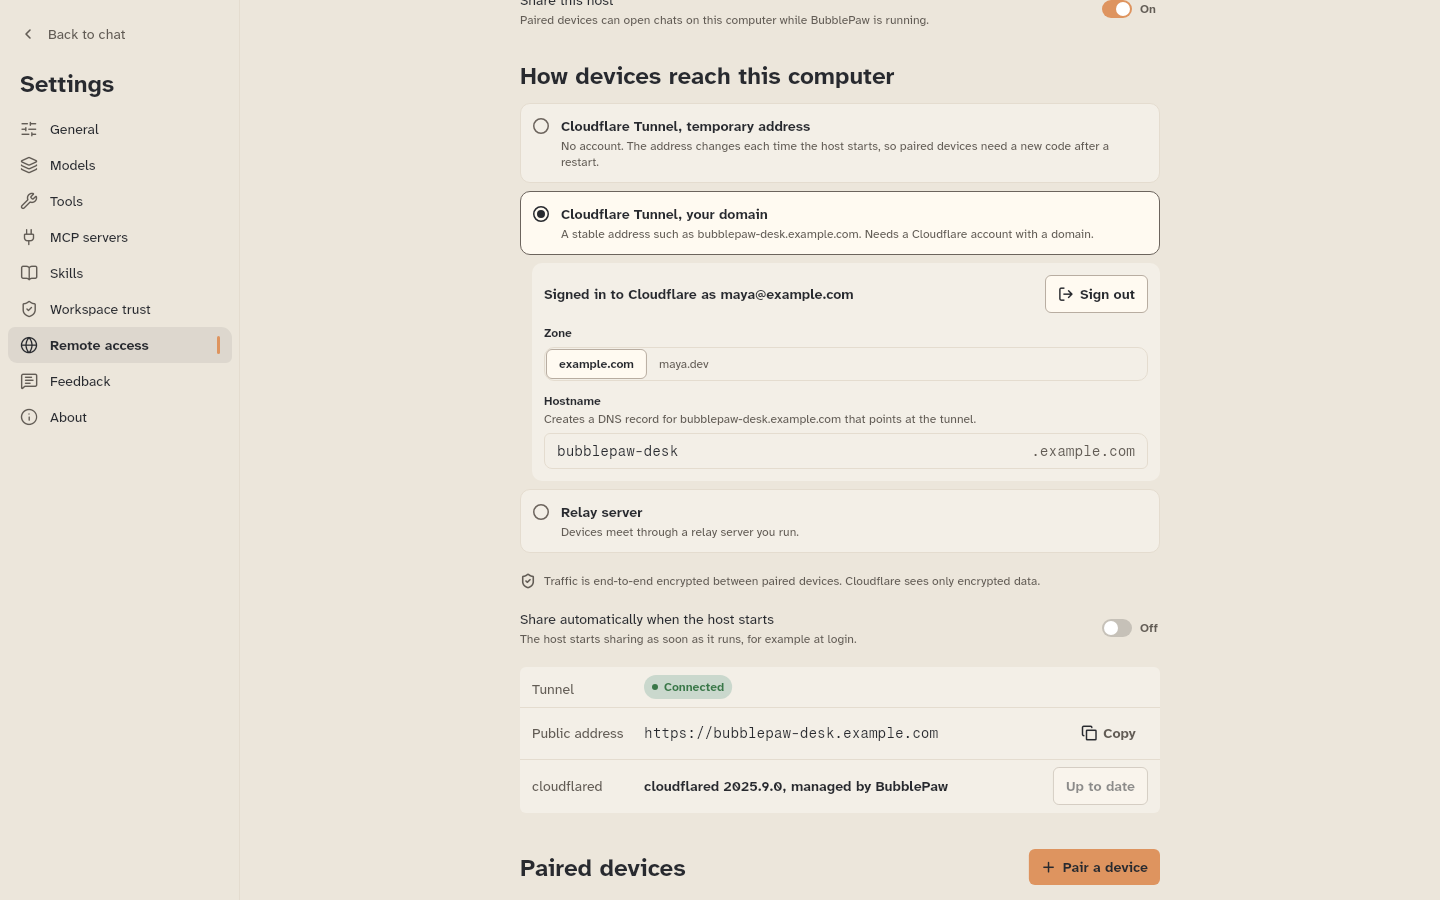 Back to chat
Settings
General
Models
Tools
MCP servers
Skills
Workspace trust
Remote access
Feedback
About
Share this host
Paired devices can open chats on this computer while BubblePaw is running.
On
How devices reach this computer
Cloudflare Tunnel, temporary address
No account. The address changes each time the host starts, so paired devices need a new code after a
restart.
Cloudflare Tunnel, your domain
A stable address such as bubblepaw-desk.example.com. Needs a Cloudflare account with a domain.
Signed in to Cloudflare as maya@example.com
Sign out
Zone
example.com
maya.dev
Hostname
Creates a DNS record for bubblepaw-desk.example.com that points at the tunnel.
bubblepaw-desk
.example.com
Relay server
Devices meet through a relay server you run.
Traffic is end-to-end encrypted between paired devices. Cloudflare sees only encrypted data.
Share automatically when the host starts
The host starts sharing as soon as it runs, for example at login.
Off
Tunnel
Connected
Public address
https://bubblepaw-desk.example.com
Copy
cloudflared
cloudflared 2025.9.0, managed by BubblePaw
Up to date
Paired devices
Pair a device